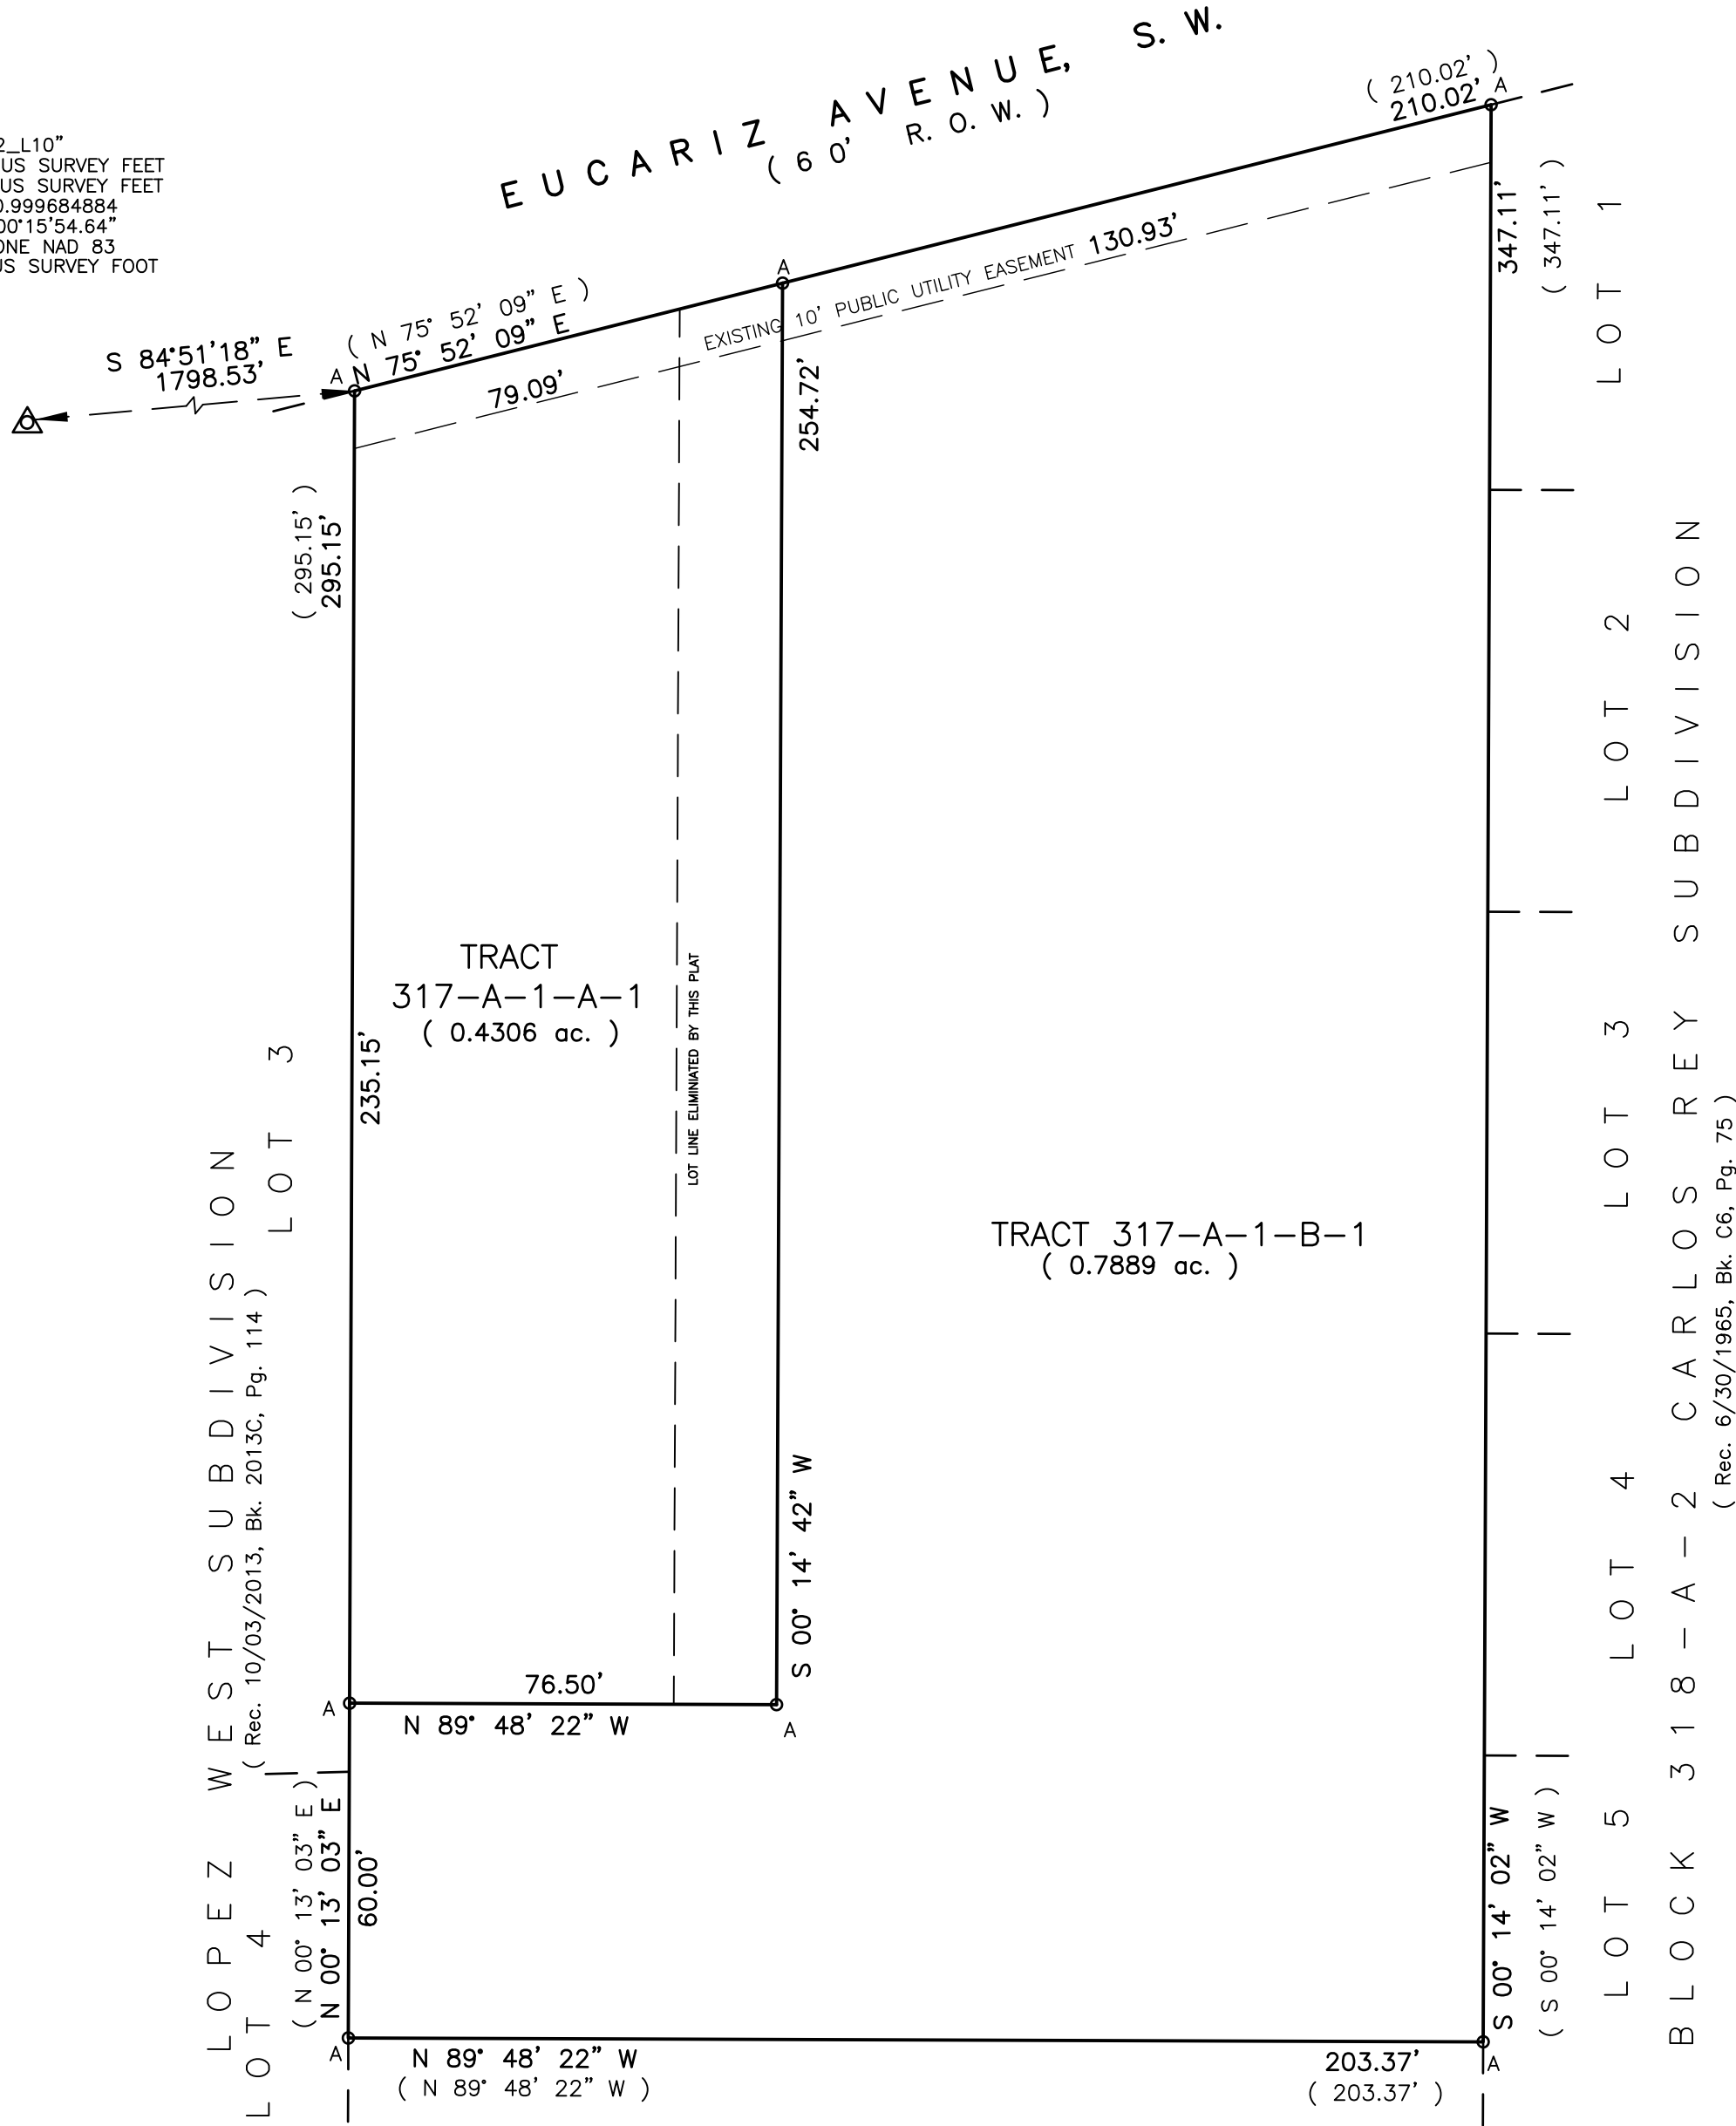 2_L10"
US SURVEY FEET
US SURVEY FEET
0.999684884
00°15'54.64"
ONE NAD 83
US SURVEY FOOT
EUCARIZ AVENUE, S.W.
( 60' R.O.W. )
( 210.02' )
210.02'
A
S 84°51'18" E
1798.53'
( N 75° 52' 09" E )
N 75° 52' 09" E
A
79.09'
A
EXISTING 10' PUBLIC UTILITY EASEMENT
130.93'
254.72'
347.11'
( 347.11' )
( 295.15' )
295.15'
TRACT
317-A-1-A-1
( 0.4306 ac. )
235.15'
LOT LINE ELIMINIATED BY THIS PLAT
TRACT 317-A-1-B-1
( 0.7889 ac. )
S 00° 14' 42" W
76.50'
N 89° 48' 22" W
A
A
( N 00° 13' 03" E )
N 00° 13' 03" E
60.00'
A
N 89° 48' 22" W
( N 89° 48' 22" W )
203.37'
( 203.37' )
A
S 00° 14' 02" W
( S 00° 14' 02" W )
LOPEZ WEST SUBDIVISION
( Rec. 10/03/2013, Bk. 2013C, Pg. 114 )
LOT 3
LOT 4
LOT 1
LOT 2
LOT 3
LOT 4
LOT 5
BLOCK 318-A-2 CARLOS REY SUBDIVISION
( Rec. 6/30/1965, Bk. C6, Pg. 75 )